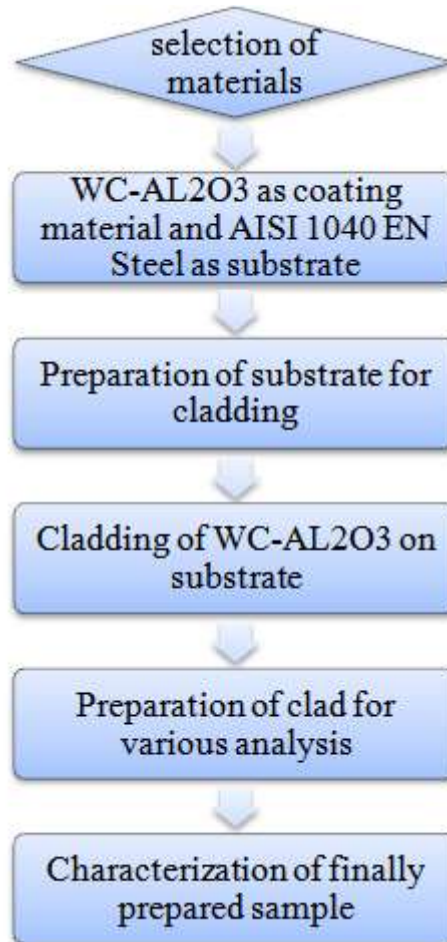 selection of
materials
WC-AL2O3 as coating
material and AISI 1040 EN
Steel as substrate
Preparation of substrate for
cladding
Cladding of WC-AL2O3 on
substrate
Preparation of clad for
various analysis
Characterization of finally
prepared sample